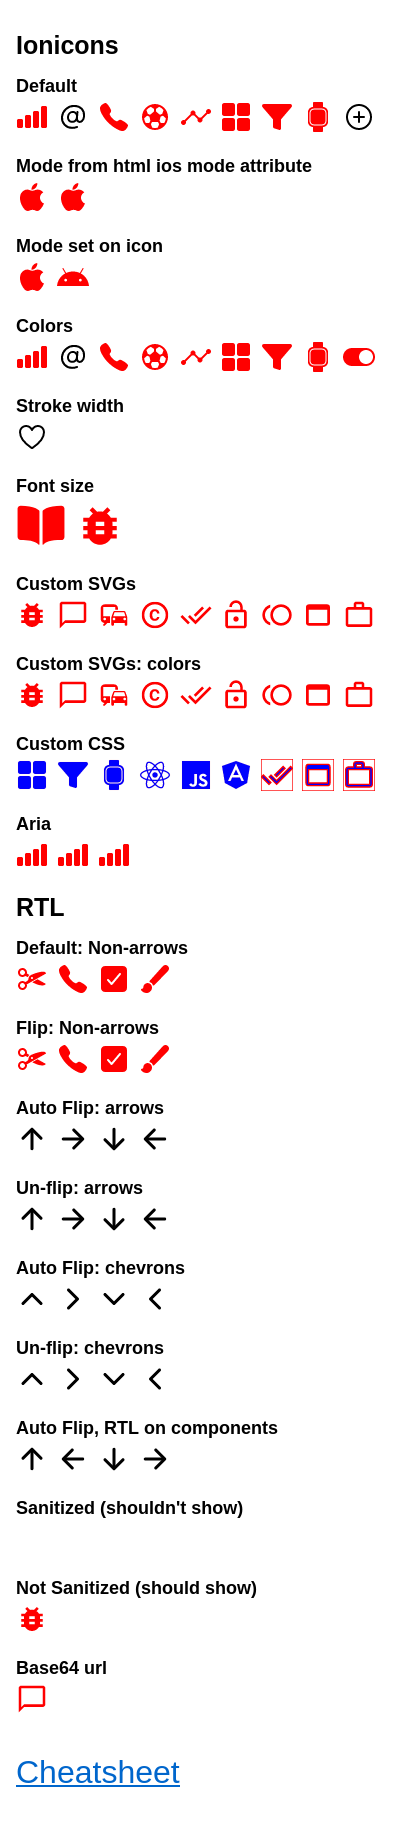 Ionicons
Default
Mode from html ios mode attribute
Mode set on icon
Colors
Stroke width
Font size
Custom SVGs
Custom SVGs: colors
Custom CSS
JS
Aria
RTL
Default: Non-arrows
Flip: Non-arrows
Auto Flip: arrows
Un-flip: arrows
Auto Flip: chevrons
Un-flip: chevrons
Auto Flip, RTL on components
Sanitized (shouldn't show)
Not Sanitized (should show)
Base64 url
Cheatsheet